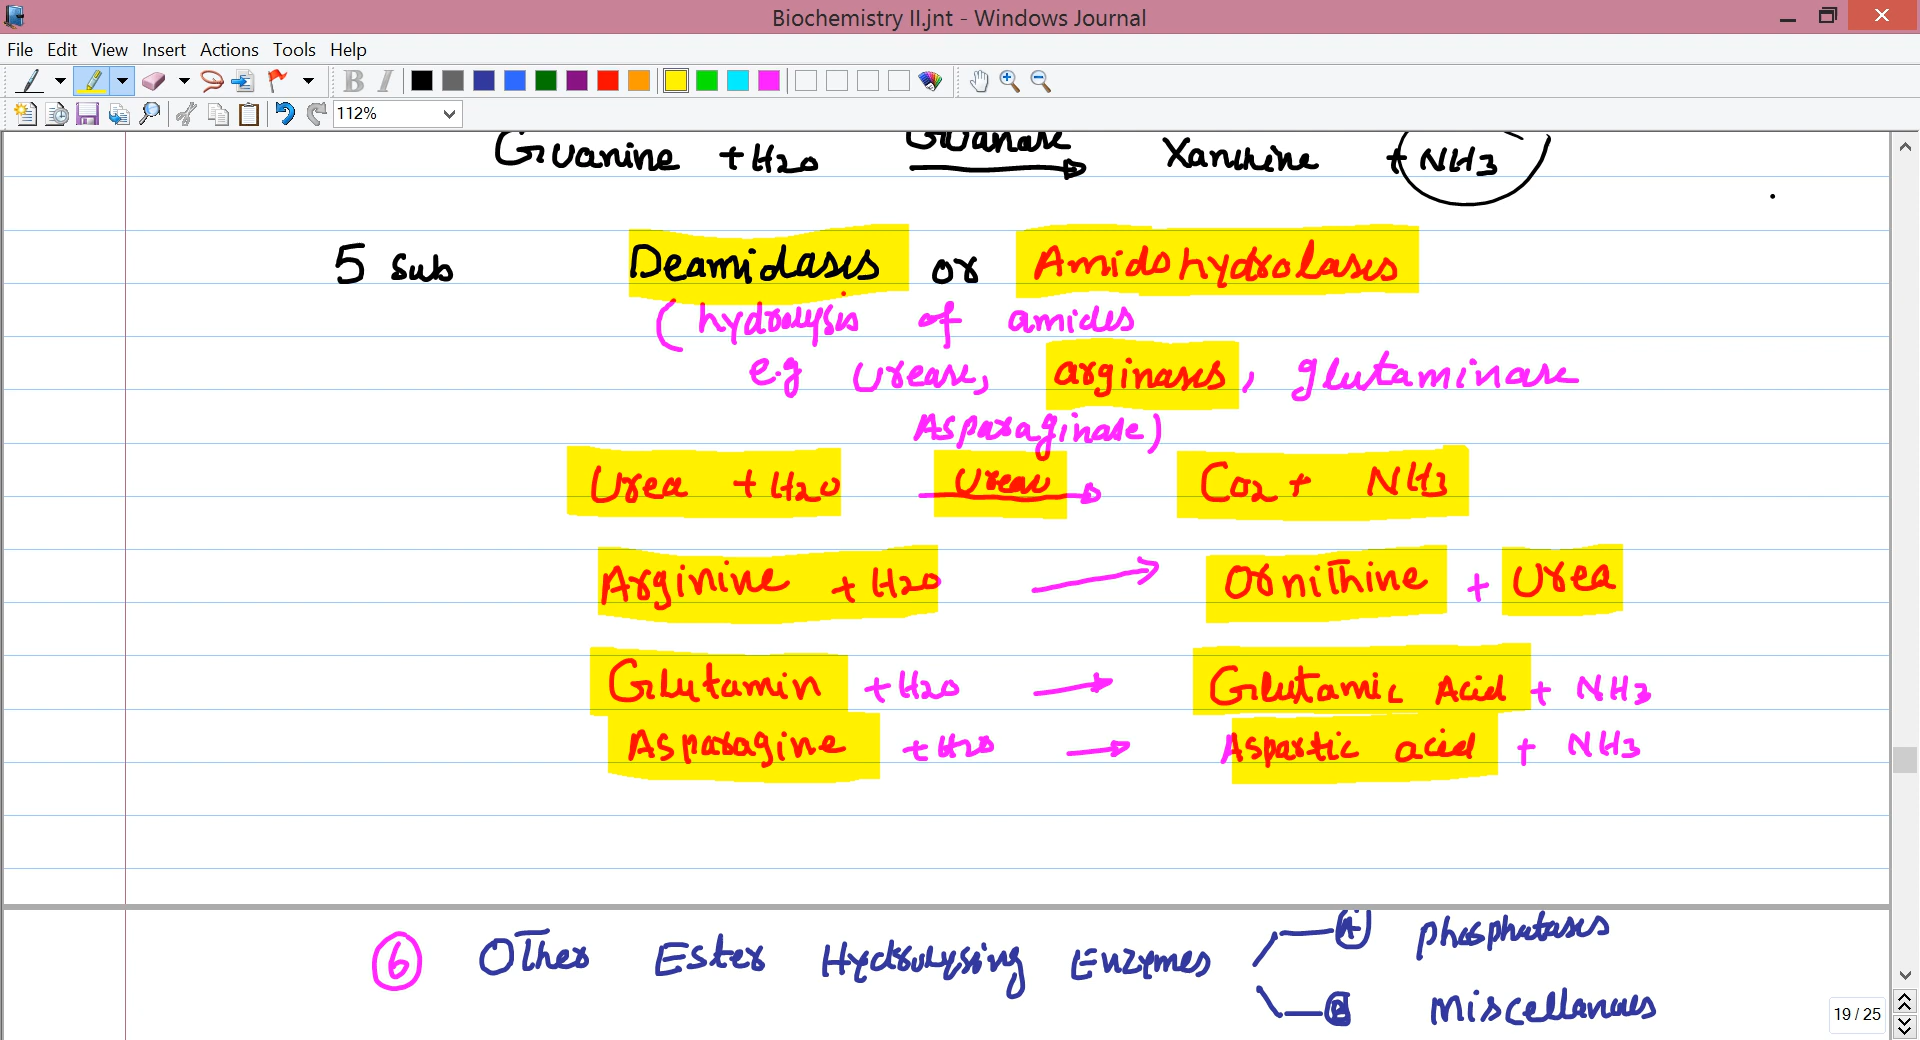 Biochemistry II.jnt - Windows Journal
File Edit View Insert Actions Tools Help
B I
112%
Guanine + H2O Guanase Xanthine + NH3
5 Sub Deamidases or Amidohydrolases
( hydrolysis of amides
e.g Urease, arginases, glutaminase
Asparaginase)
Urea + H2O Urease CO2 + NH3
Arginine + H2O Ornithine + Urea
Glutamin + H2O Glutamic Acid + NH3
Asparagine + H2O Aspartic acid + NH3
6 Other Ester Hydrolysing Enzymes A phosphatases
B
19 / 25